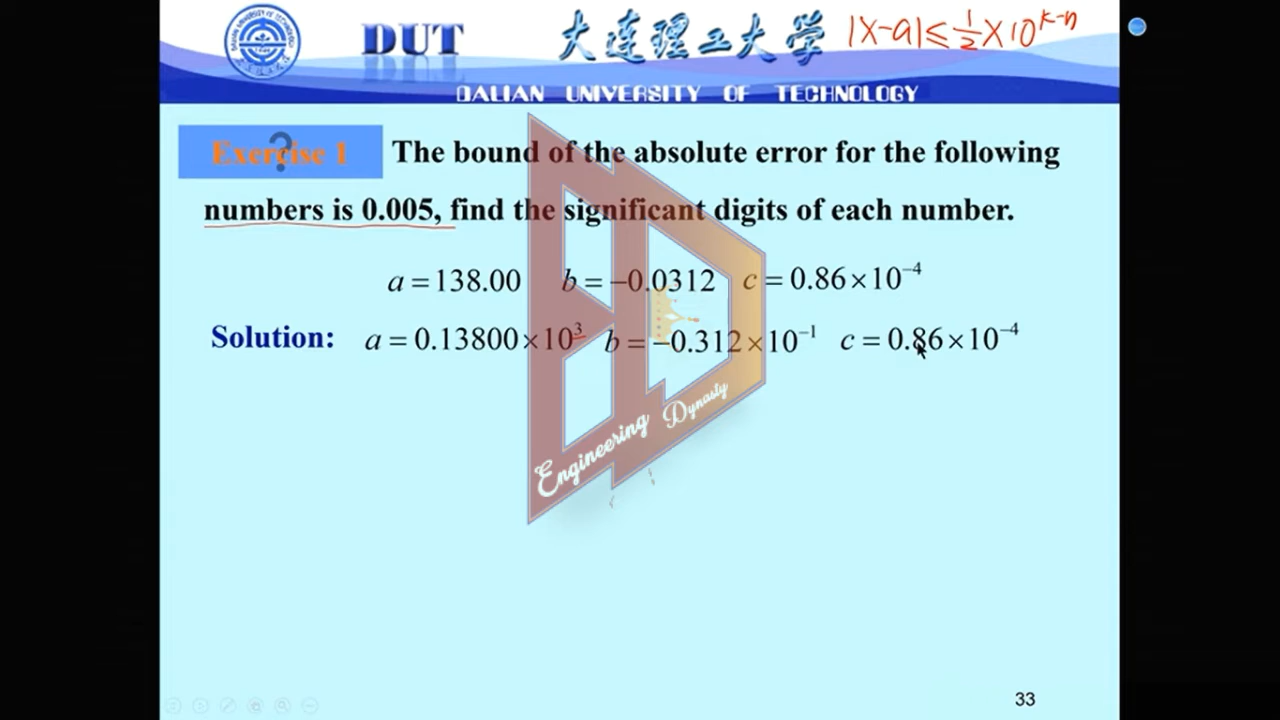 DUT 大连理工大学 |x-a|≤1/2×10^{k-n}
DALIAN UNIVERSITY OF TECHNOLOGY
Exercise 1 ? The bound of the absolute error for the following
numbers is 0.005, find the significant digits of each number.
a = 138.00 b = −0.0312 c = 0.86×10^{−4}
Solution: a = 0.13800×10^{3} b = −0.312×10^{−1} c = 0.86×10^{−4}
Engineering Dynasty
33